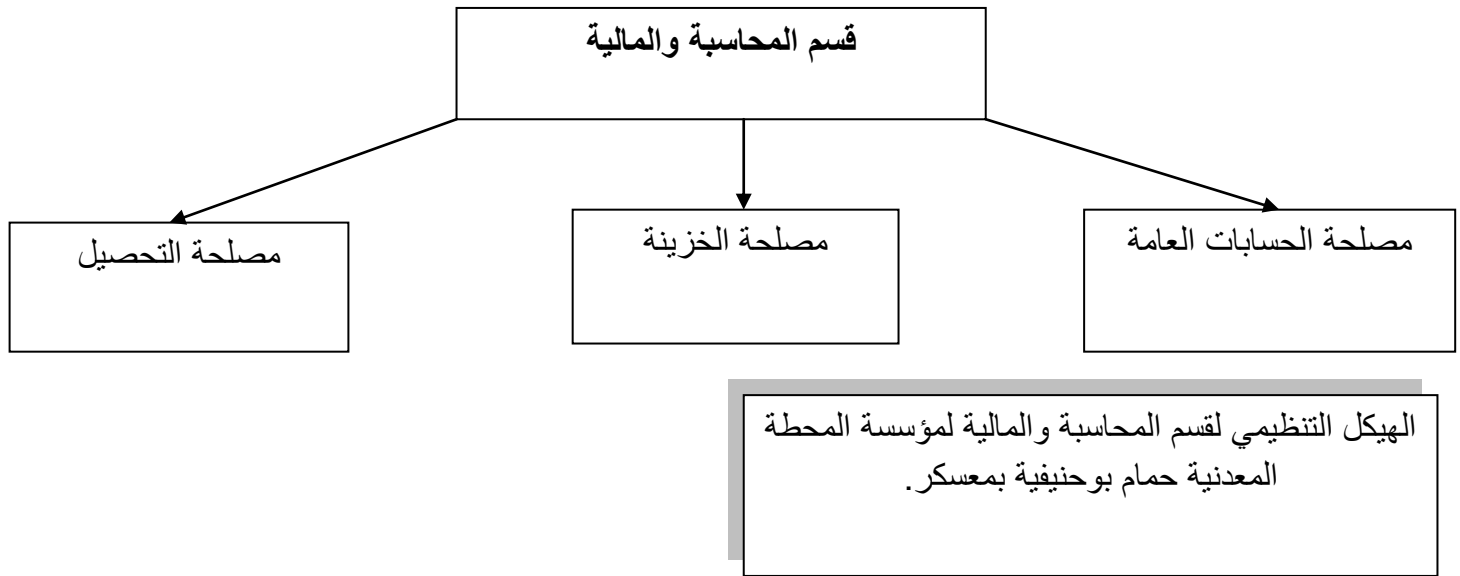 قسم المحاسبة والمالية
مصلحة الحسابات العامة
مصلحة الخزينة
مصلحة التحصيل
الهيكل التنظيمي لقسم المحاسبة والمالية لمؤسسة المحطة
المعدنية حمام بوحنيفية بمعسكر.